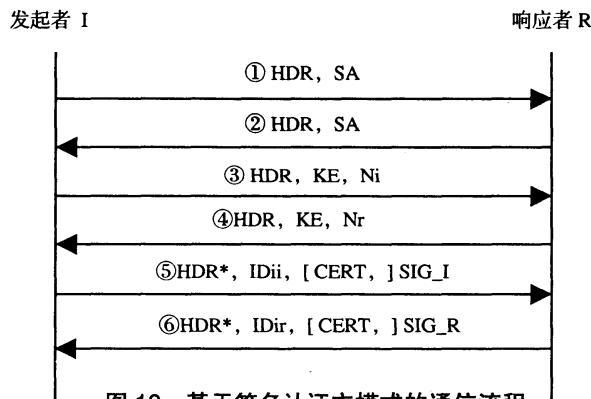 发起者 I
响应者 R
① HDR, SA
② HDR, SA
③ HDR, KE, Ni
④HDR, KE, Nr
⑤HDR*, IDii, [ CERT, ] SIG_I
⑥HDR*, IDir, [ CERT, ] SIG_R